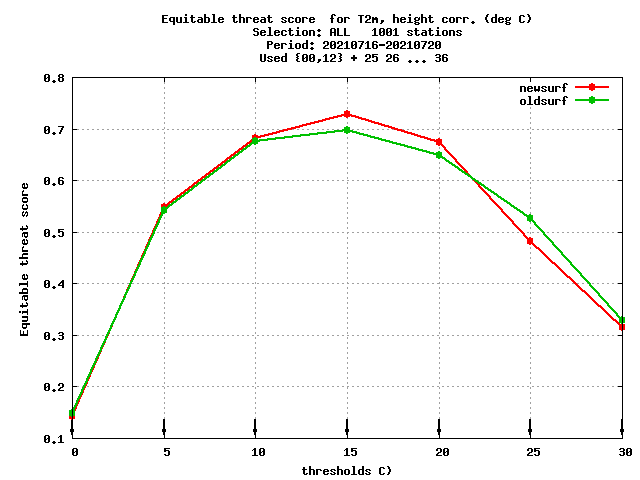 Equitable threat score  for T2m, height corr. (deg C)
Selection: ALL   1001 stations
Period: 20210716-20210720
Used {00,12} + 25 26 ... 36
newsurf
oldsurf
0.8
0.7
0.6
0.5
0.4
0.3
0.2
0.1
Equitable threat score
0 5 10 15 20 25 30
thresholds C)